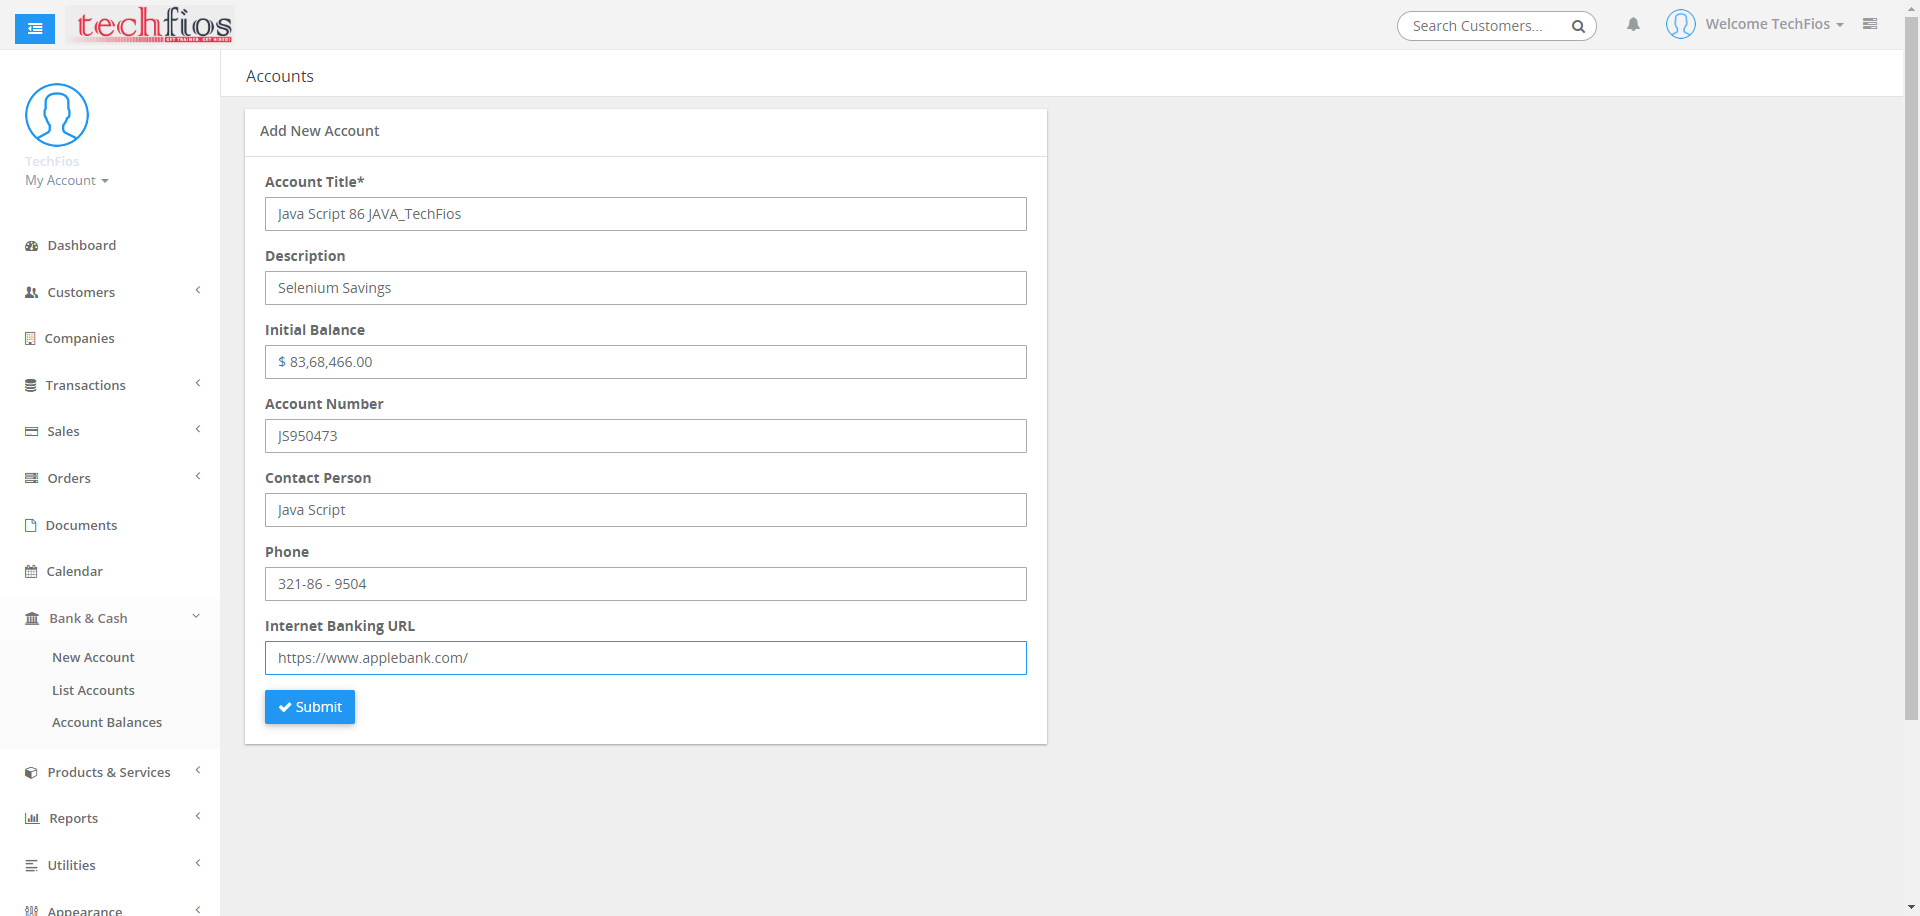 techfios
Search Customers...
Welcome TechFios
Accounts
TechFios
My Account
Dashboard
Customers
Companies
Transactions
Sales
Orders
Documents
Calendar
Bank & Cash
New Account
List Accounts
Account Balances
Products & Services
Reports
Utilities
Appearance
Add New Account
Account Title*
Java Script 86 JAVA_TechFios
Description
Selenium Savings
Initial Balance
$ 83,68,466.00
Account Number
JS950473
Contact Person
Java Script
Phone
321-86 - 9504
Internet Banking URL
https://www.applebank.com/
Submit